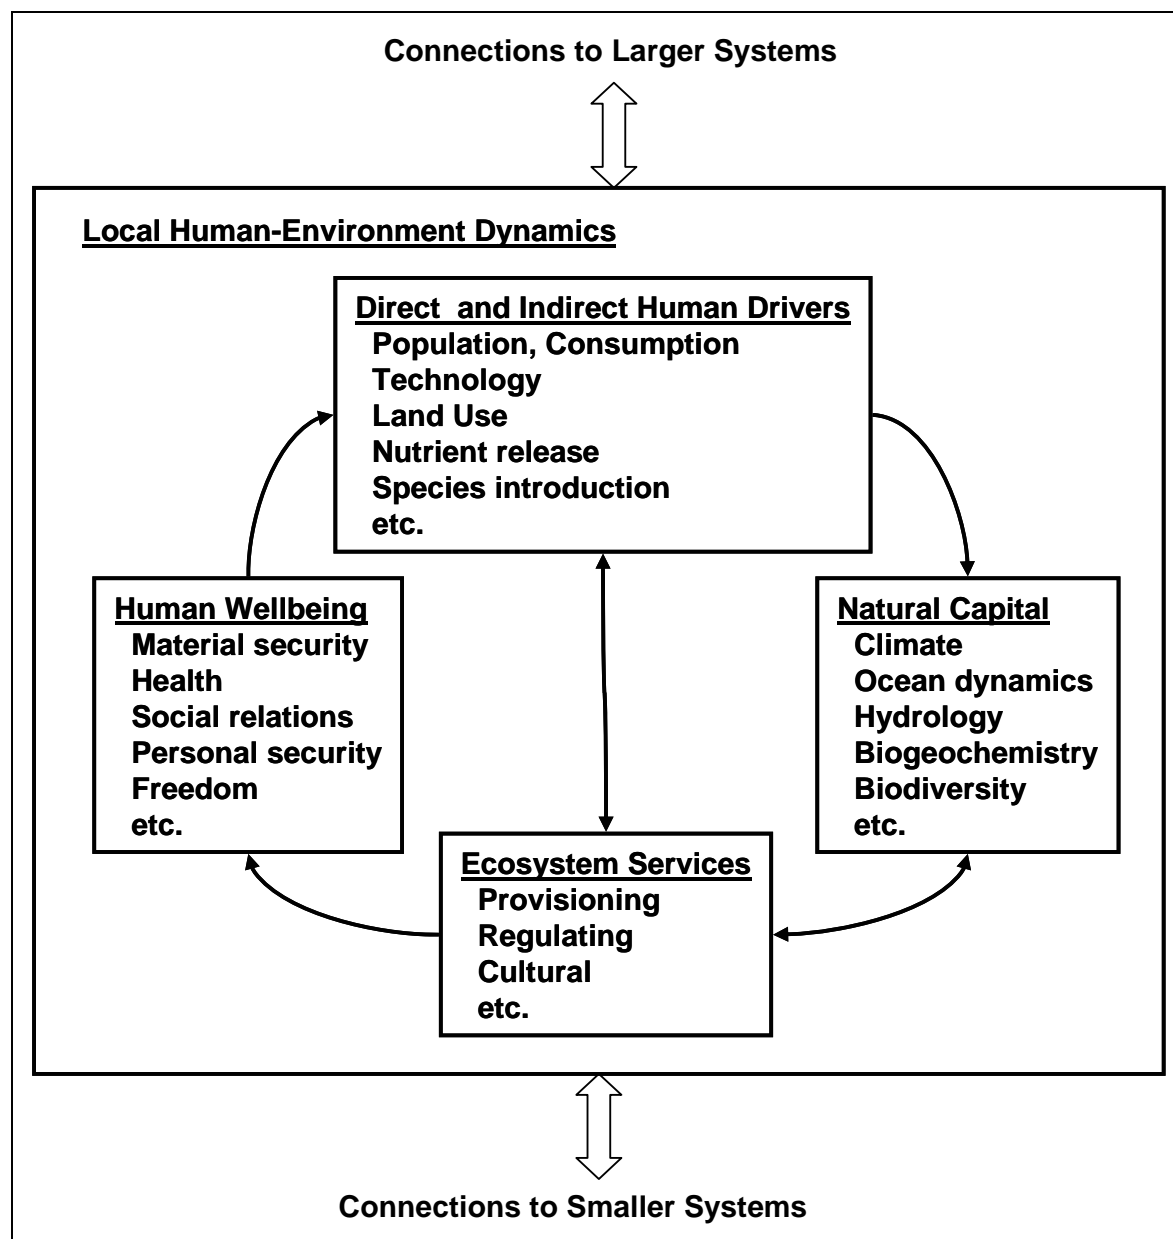 Connections to Larger Systems
Local Human-Environment Dynamics
Direct and Indirect Human Drivers
Population, Consumption
Technology
Land Use
Nutrient release
Species introduction
etc.
Human Wellbeing
Material security
Health
Social relations
Personal security
Freedom
etc.
Natural Capital
Climate
Ocean dynamics
Hydrology
Biogeochemistry
Biodiversity
etc.
Ecosystem Services
Provisioning
Regulating
Cultural
etc.
Connections to Smaller Systems